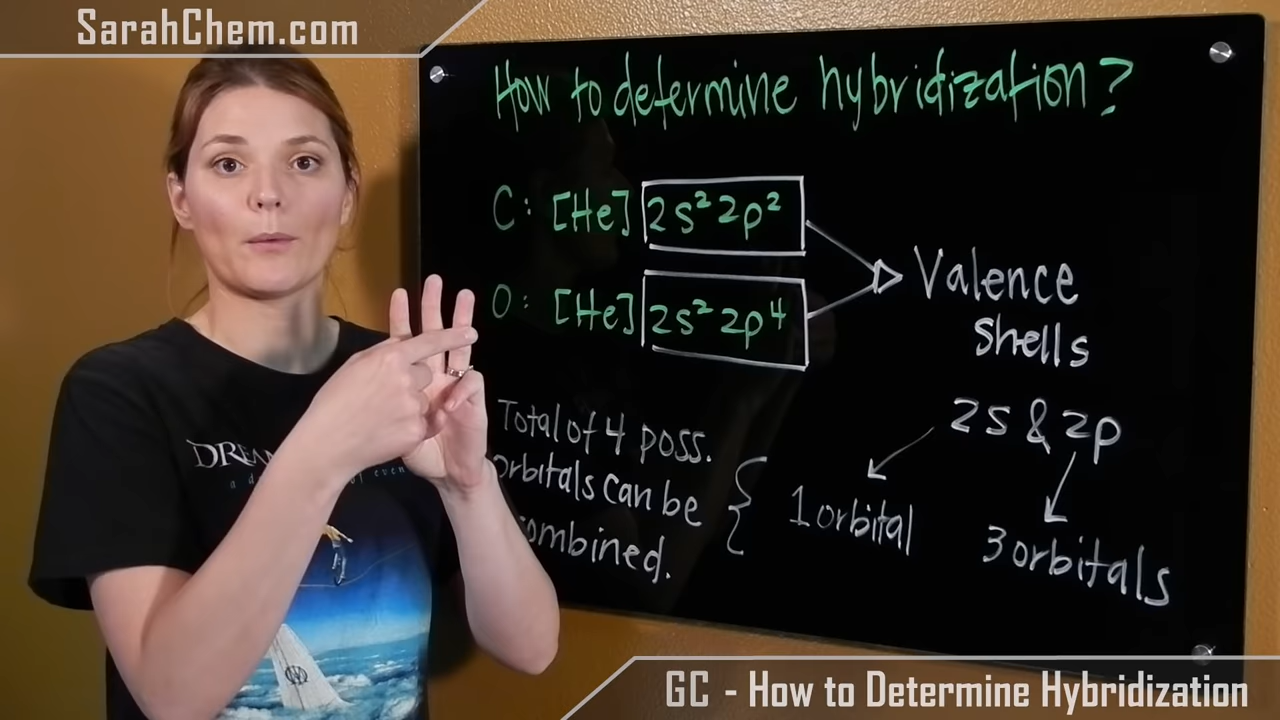 SarahChem.com
How to determine hybridization?
C: [He] 2s² 2p²
O: [He] 2s² 2p⁴
Valence
Shells
2s & 2p
1 orbital
3 orbitals
Total of 4 poss.
orbitals can be
combined.
DREA
GC - How to Determine Hybridization